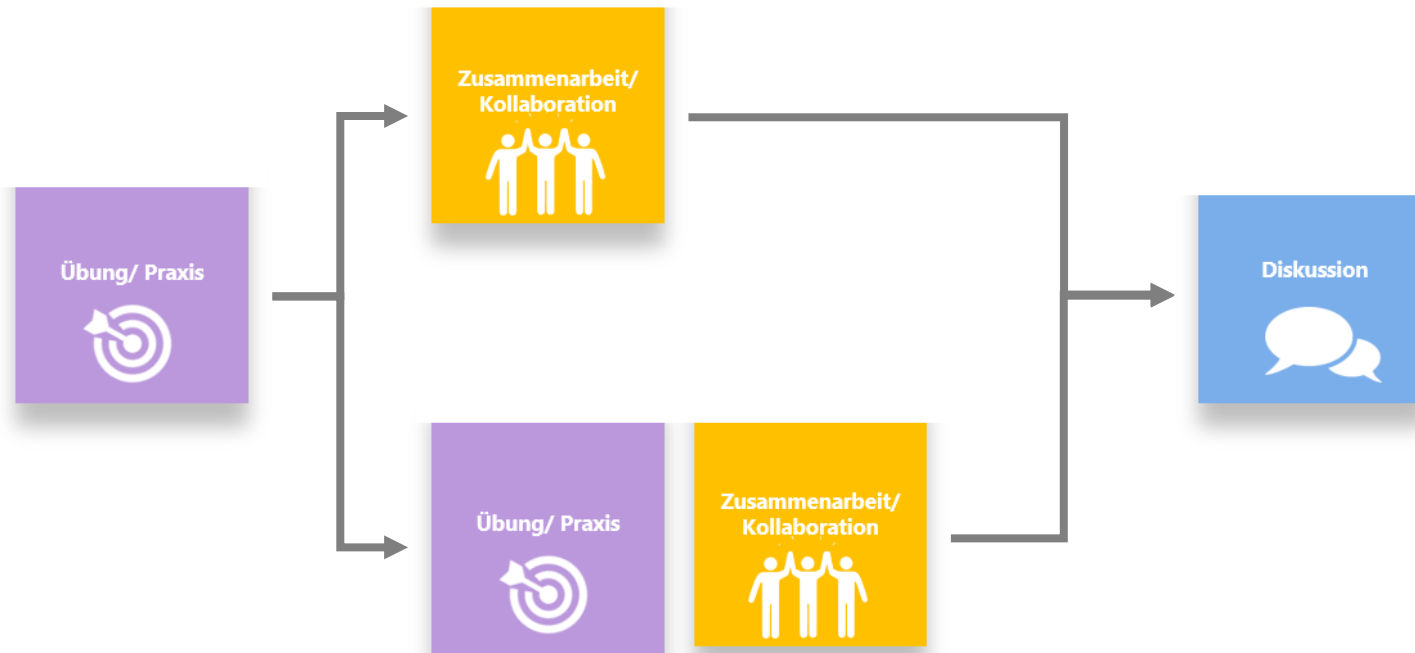 Zusammenarbeit/
Kollaboration
Übung/ Praxis
Diskussion
Übung/ Praxis
Zusammenarbeit/
Kollaboration